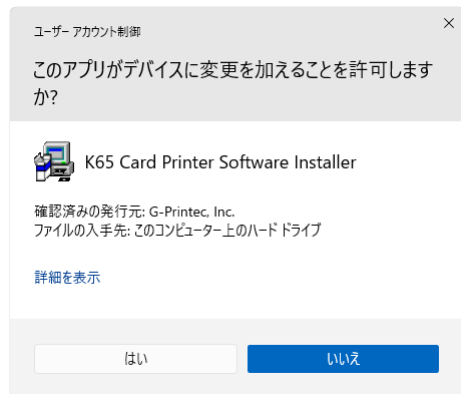 ユーザー アカウント制御
このアプリがデバイスに変更を加えることを許可します
か?
K65 Card Printer Software Installer
確認済みの発行元: G-Printec, Inc.
ファイルの入手先: このコンピューター上のハード ドライブ
詳細を表示
はい
いいえ